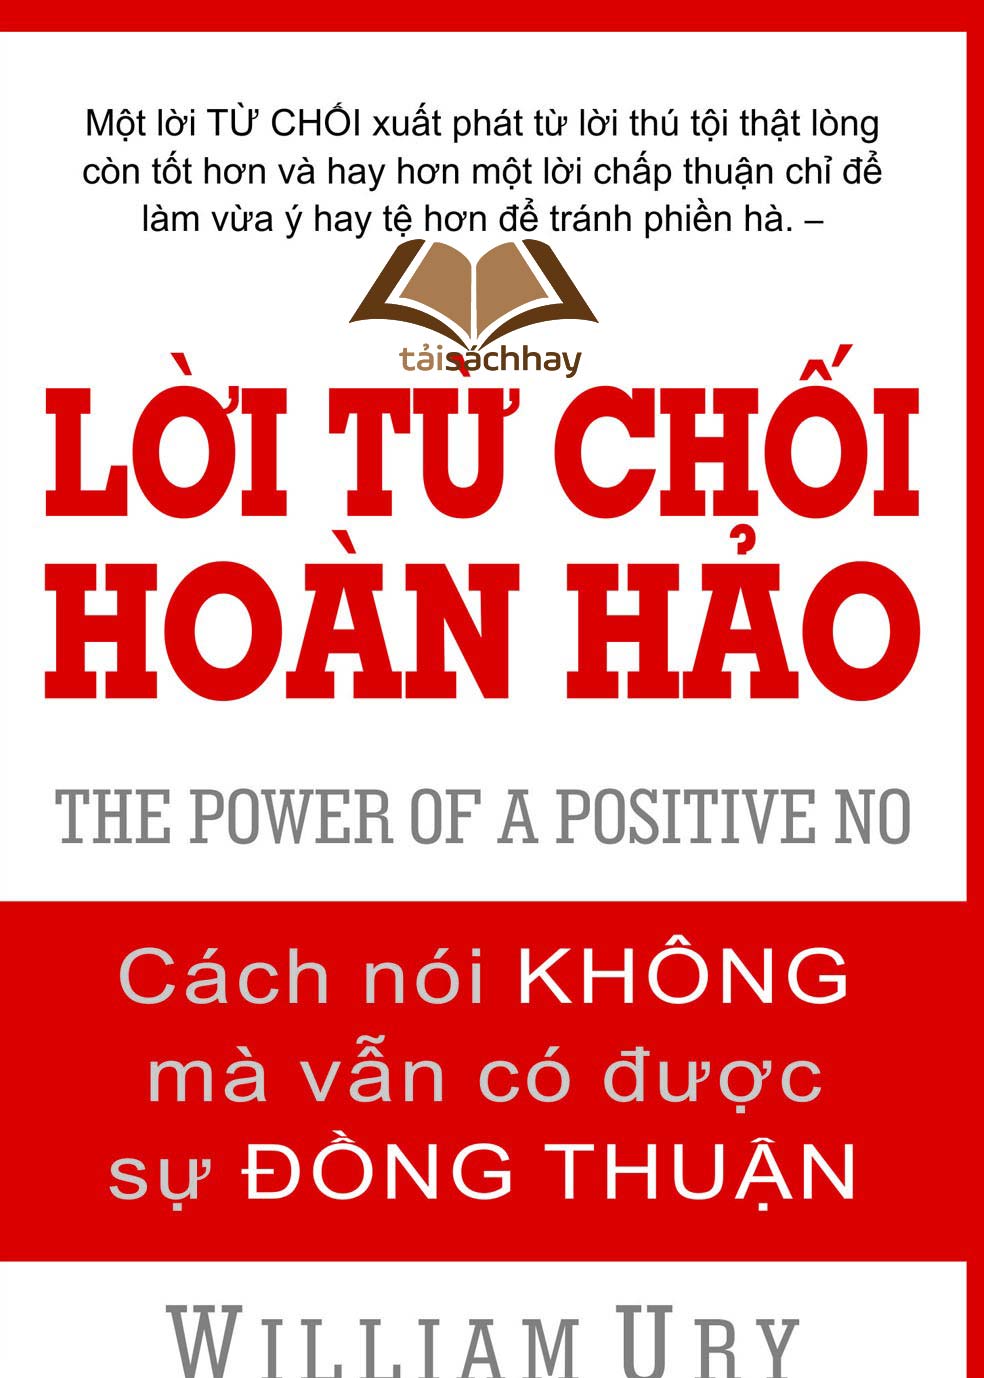 Một lời TỪ CHỐI xuất phát từ lời thú tội thật lòng
còn tốt hơn và hay hơn một lời chấp thuận chỉ để
làm vừa ý hay tệ hơn để tránh phiền hà. –
tảisáchhay
LỜI TỪ CHỐI
HOÀN HẢO
THE POWER OF A POSITIVE NO
Cách nói KHÔNG
mà vẫn có được
sự ĐỒNG THUẬN
WILLIAM URY